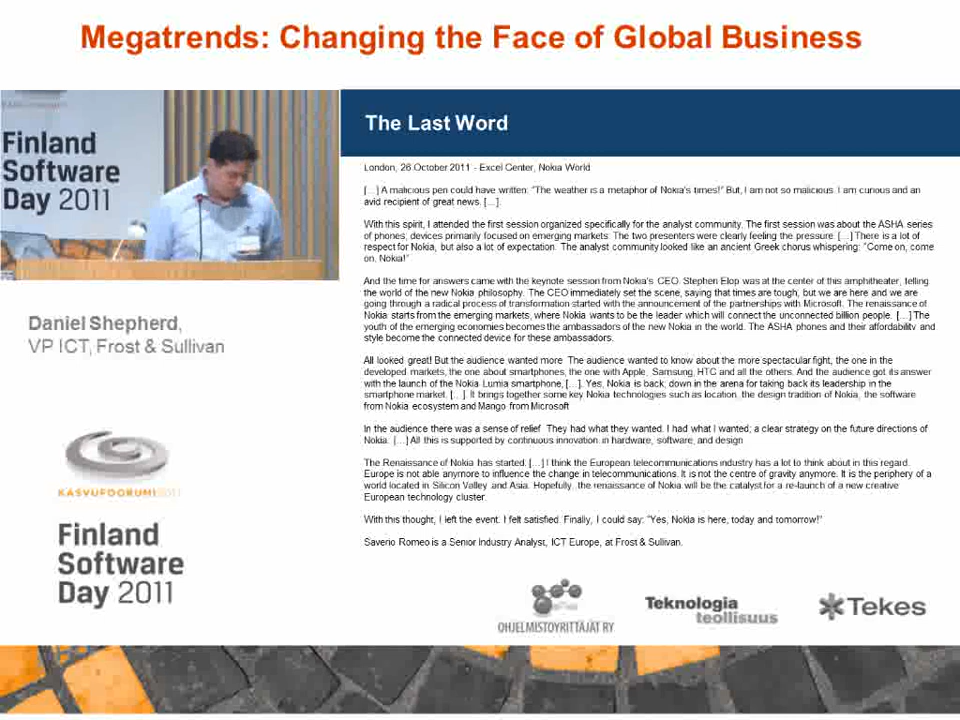 Megatrends: Changing the Face of Global Business
Finland
Software
Day 2011
The Last Word
London, 26 October 2011 - Excel Center, Nokia World
[...] A malicious pen could have written: "The weather is a metaphor of Nokia's times!" But, I am not so malicious. I am curious and an
avid recipient of great news. [...].
With this spirit, I attended the first session organized specifically for the analyst community. The first session was about the ASHA series
of phones, devices primarily focused on emerging markets. The two presenters were clearly feeling the pressure. [...] There is a lot of
respect for Nokia, but also a lot of expectation. The analyst community looked like an ancient Greek chorus whispering: "Come on, come
on, Nokia!"
And the time for answers came with the keynote session from Nokia's CEO. Stephen Elop was at the center of this amphitheater, telling
the world of the new Nokia philosophy. The CEO immediately set the scene, saying that times are tough, but we are here and we are
going through a radical process of transformation started with the announcement of the partnerships with Microsoft. The renaissance of
Nokia starts from the emerging markets, where Nokia wants to be the leader which will connect the unconnected billion people. [...] The
youth of the emerging economies becomes the ambassadors of the new Nokia in the world. The ASHA phones and their affordability and
style become the connected device for these ambassadors.
All looked great! But the audience wanted more. The audience wanted to know about the more spectacular fight, the one in the
developed markets, the one about smartphones, the one with Apple, Samsung, HTC and all the others. And the audience got its answer
with the launch of the Nokia Lumia smartphone, [...]. Yes, Nokia is back, down in the arena for taking back its leadership in the
smartphone market. [...]. It brings together some key Nokia technologies such as location, the design tradition of Nokia, the software
from Nokia ecosystem and Mango from Microsoft
In the audience there was a sense of relief. They had what they wanted. I had what I wanted; a clear strategy on the future directions of
Nokia. [...] All this is supported by continuous innovation in hardware, software, and design
The Renaissance of Nokia has started. [...] I think the European telecommunications industry has a lot to think about in this regard.
Europe is not able anymore to influence the change in telecommunications. It is not the centre of gravity anymore. It is the periphery of a
world located in Silicon Valley and Asia. Hopefully, the renaissance of Nokia will be the catalyst for a re-launch of a new creative
European technology cluster.
With this thought, I left the event. I felt satisfied. Finally, I could say: "Yes, Nokia is here, today and tomorrow!"
Saverio Romeo is a Senior Industry Analyst, ICT Europe, at Frost & Sullivan.
Daniel Shepherd,
VP ICT, Frost & Sullivan
KASVUFOORUMI 2011
Finland
Software
Day 2011
OHJELMISTOYRITTÄJÄT RY
Teknologia
teollisuus
Tekes